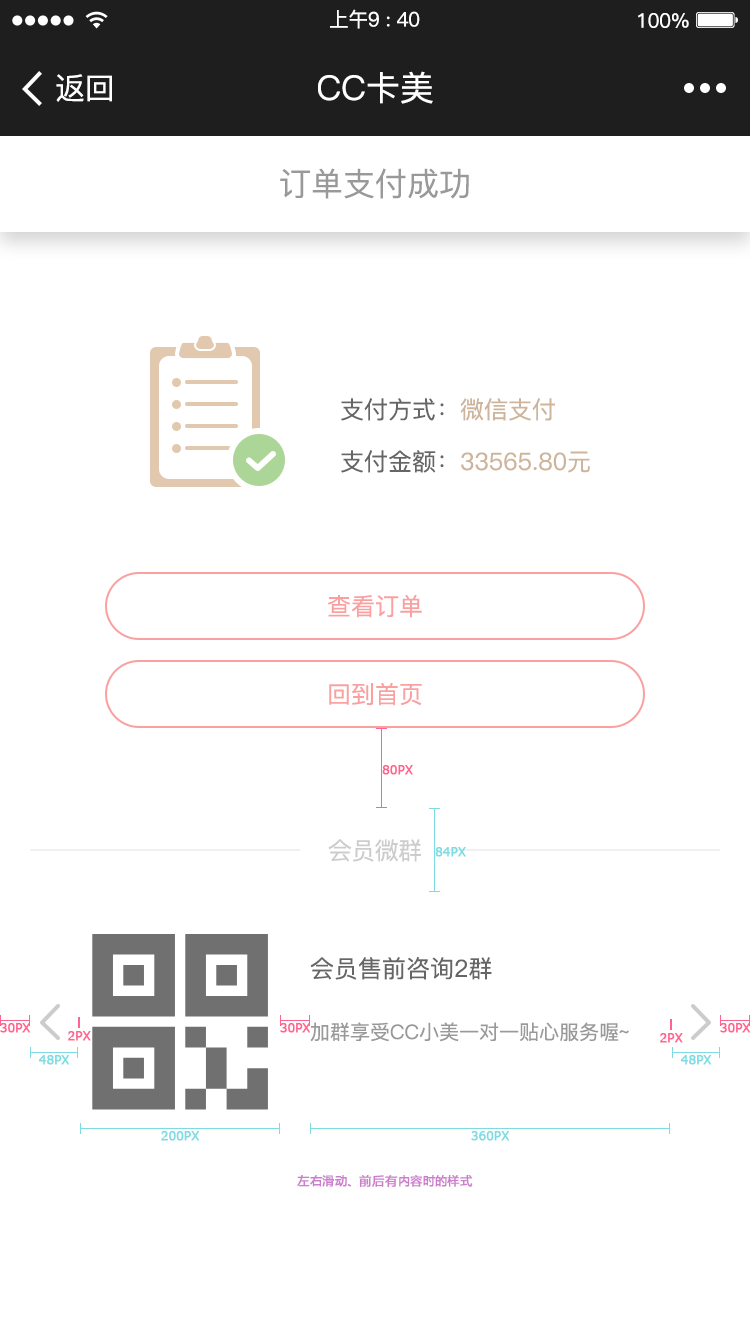 上午9 : 40
100%
返回
CC卡美
订单支付成功
支付方式：微信支付
支付金额：33565.80元
查看订单
回到首页
80PX
会员微群
84PX
会员售前咨询2群
加群享受CC小美一对一贴心服务喔~
30PX
2PX
30PX
2PX
30PX
48PX
48PX
200PX
360PX
左右滑动、前后有内容时的样式